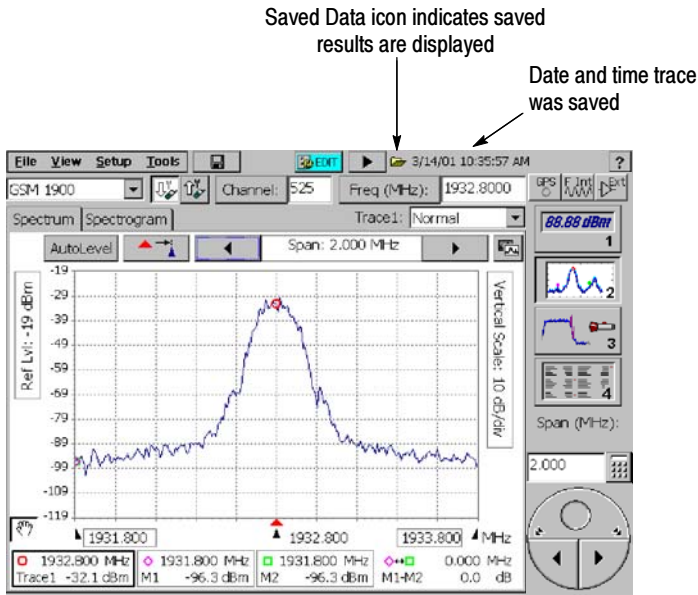 Saved Data icon indicates saved
results are displayed
Date and time trace
was saved
File View Setup Tools EDIT 3/14/01 10:35:57 AM ?
GSM 1900 Channel: 525 Freq (MHz): 1932.8000 GPS F Int Ext
Spectrum Spectrogram Trace1: Normal
88.88 dBm
1
AutoLevel Span: 2.000 MHz
2
3
4
Ref Lvl: -19 dBm
-19
-29
-39
-49
-59
-69
-79
-89
-99
-109
-119
Vertical Scale: 10 dB/div
Span (MHz):
2.000
1931.800 1932.800 1933.800 MHz
1932.800 MHz 1931.800 MHz 1931.800 MHz 0.000 MHz
Trace1 -32.1 dBm M1 -96.3 dBm M2 -96.3 dBm M1-M2 0.0 dB